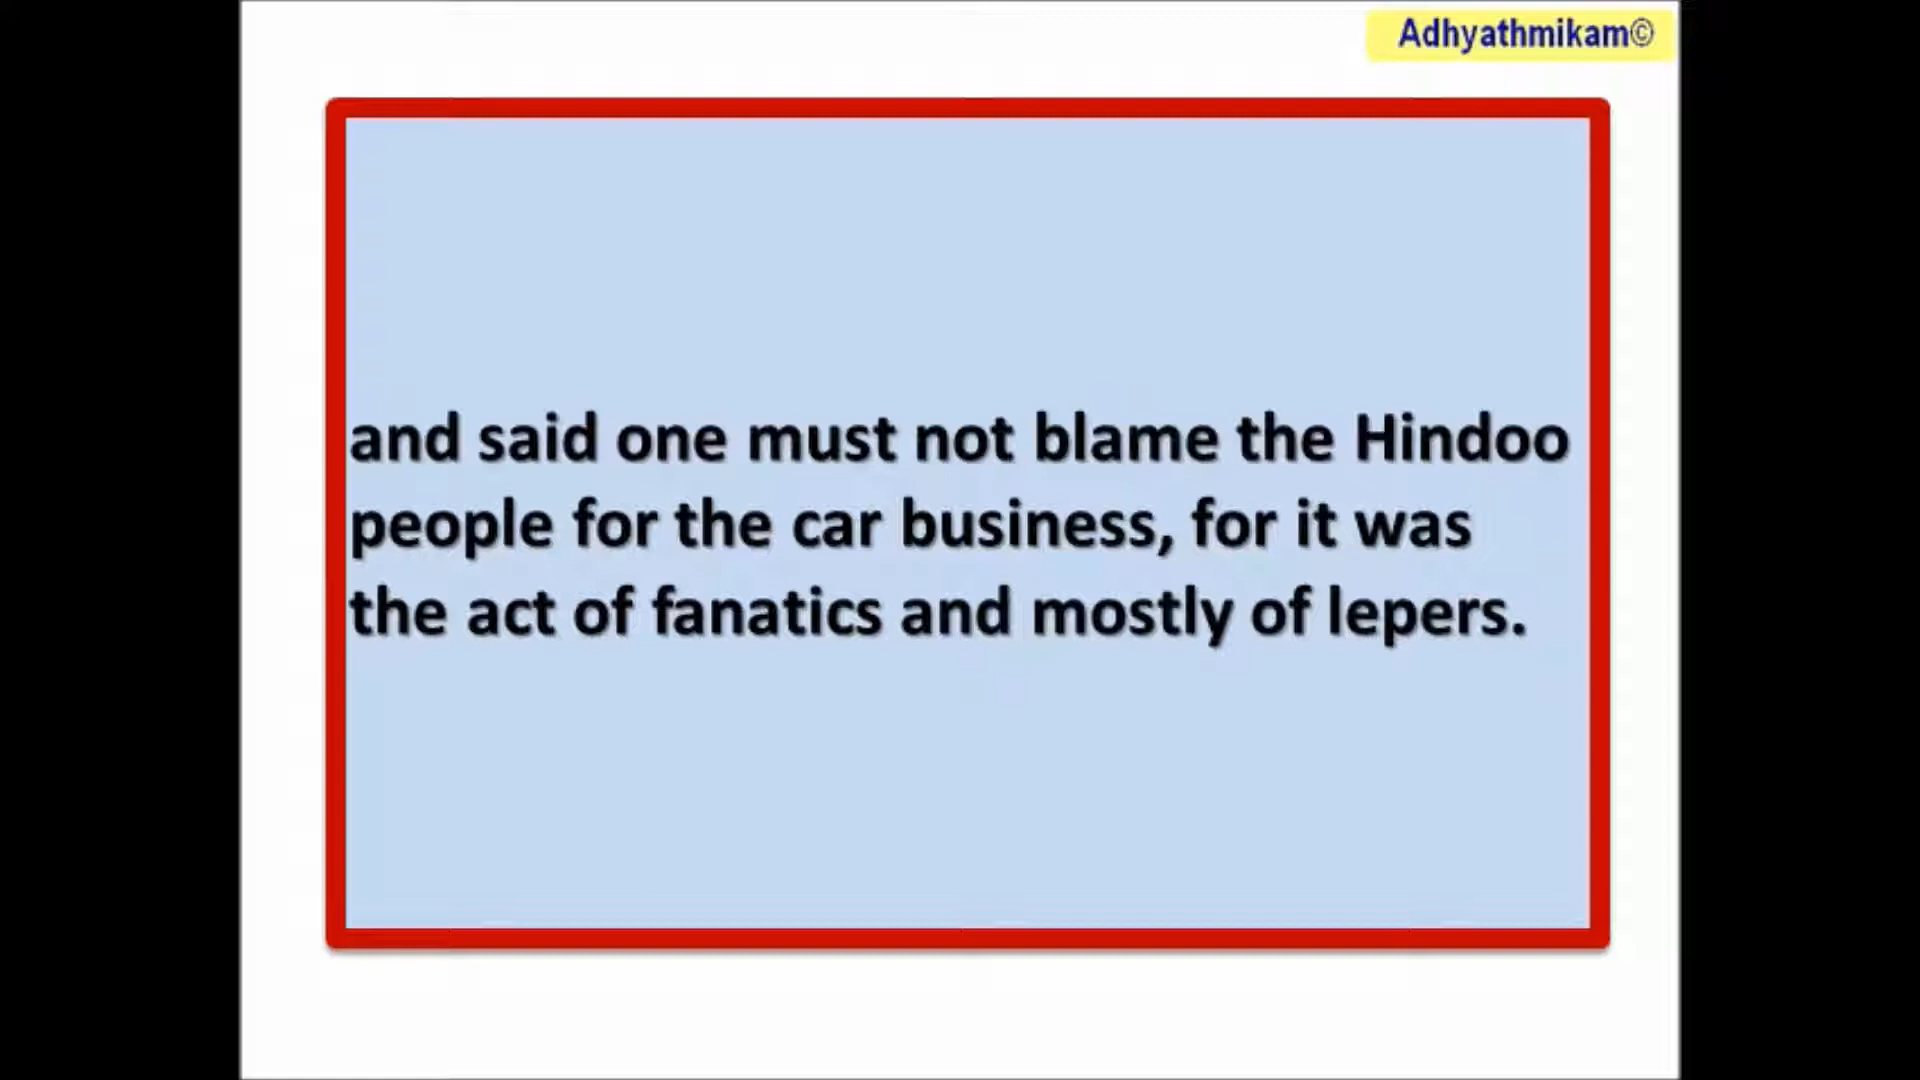 Adhyathmikam©
and said one must not blame the Hindoo
people for the car business, for it was
the act of fanatics and mostly of lepers.